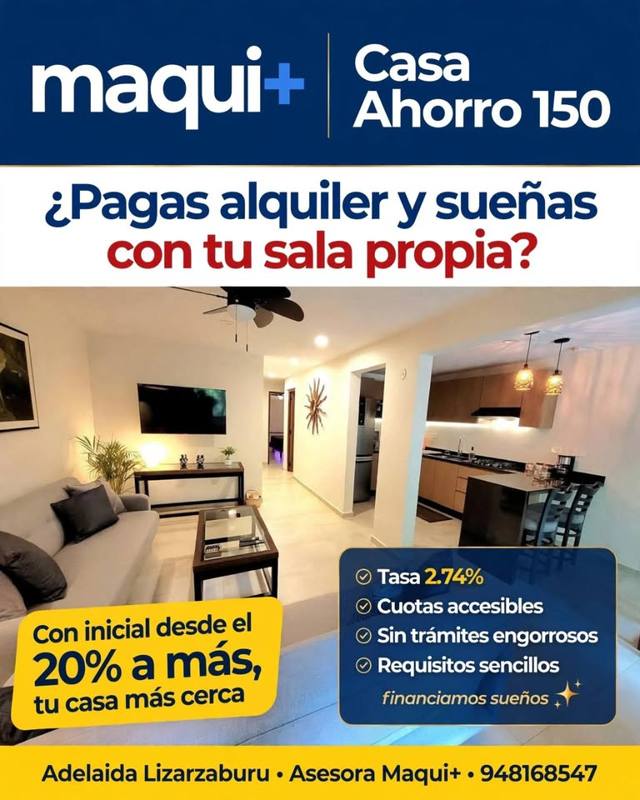 maqui+
Casa
Ahorro 150
¿Pagas alquiler y sueñas
con tu sala propia?
Tasa 2.74%
Cuotas accesibles
Sin trámites engorrosos
Requisitos sencillos
financiamos sueños
Con inicial desde el
20% a más,
tu casa más cerca
Adelaida Lizarzaburu • Asesora Maqui+ • 948168547